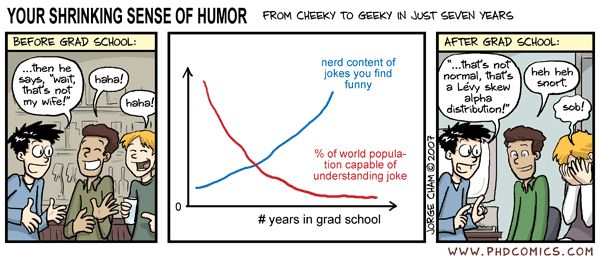 YOUR SHRINKING SENSE OF HUMOR
FROM CHEEKY TO GEEKY IN JUST SEVEN YEARS
BEFORE GRAD SCHOOL:
...then he
says, "wait,
that's not
my wife!"
haha!
haha!
nerd content of
jokes you find
funny
% of world popula-
tion capable of
understanding joke
0
# years in grad school
JORGE CHAM © 2007
AFTER GRAD SCHOOL:
"...that's not
normal, that's
a Lévy skew
alpha
distribution!"
heh heh
snort.
sob!
WWW.PHDCOMICS.COM